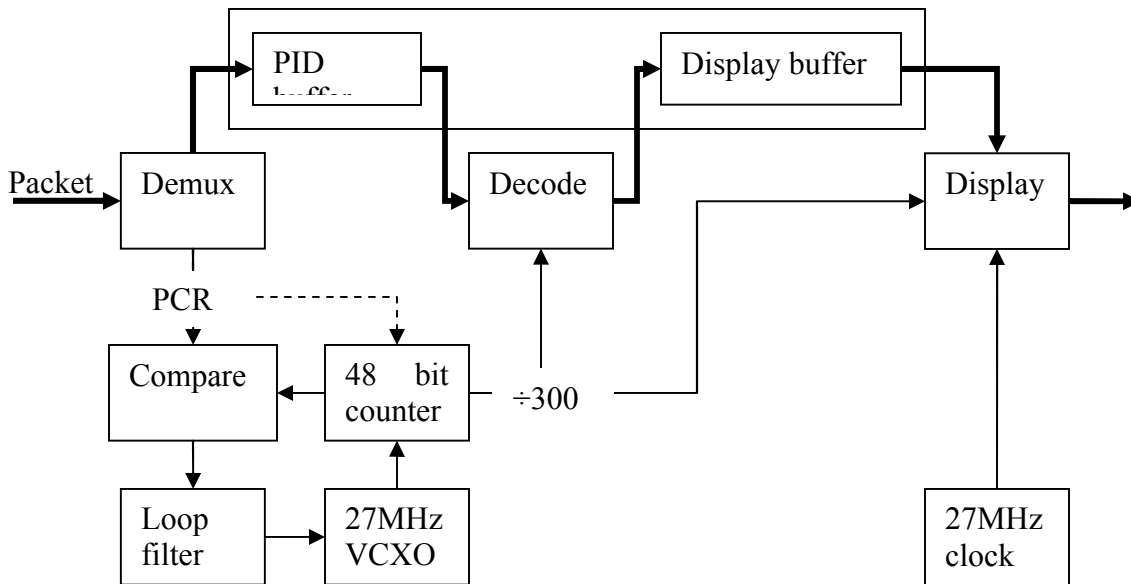 PID
Display buffer
Packet
Demux
Decode
Display
PCR
Compare
48 bit
counter
÷300
Loop
filter
27MHz
VCXO
27MHz
clock